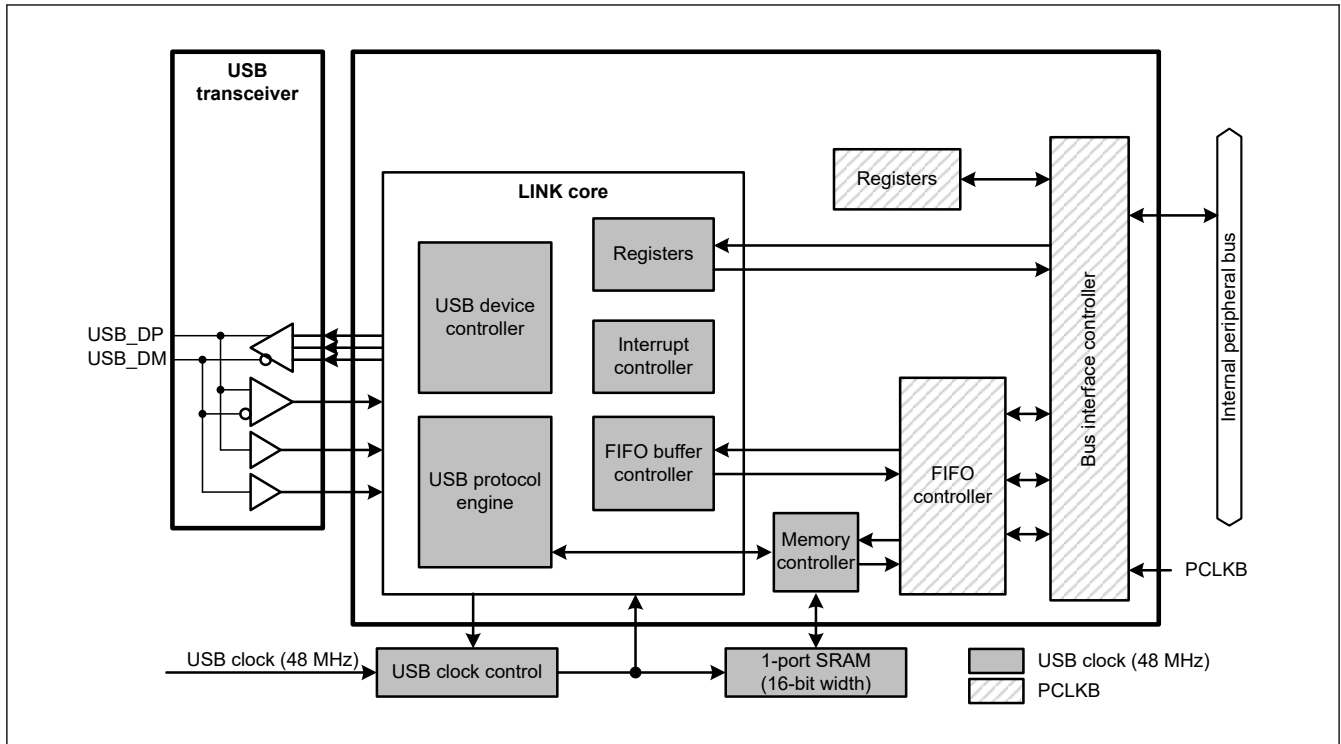 USB
transceiver
LINK core
Registers
Registers
USB device
controller
Interrupt
controller
USB_DP
USB_DM
FIFO buffer
controller
USB protocol
engine
FIFO
controller
Memory
controller
Bus interface controller
Internal peripheral bus
PCLKB
USB clock (48 MHz)
USB clock control
1-port SRAM
(16-bit width)
USB clock (48 MHz)
PCLKB